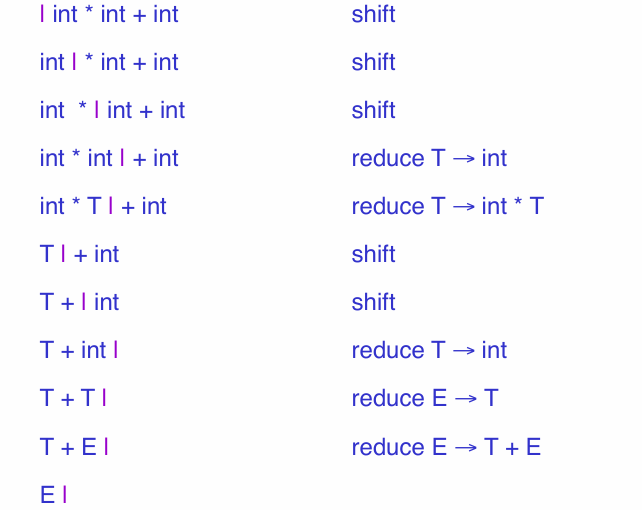 | int * int + int shift
int | * int + int shift
int * | int + int shift
int * int | + int reduce T → int
int * T | + int reduce T → int * T
T | + int shift
T + | int shift
T + int | reduce T → int
T + T | reduce E → T
T + E | reduce E → T + E
E |